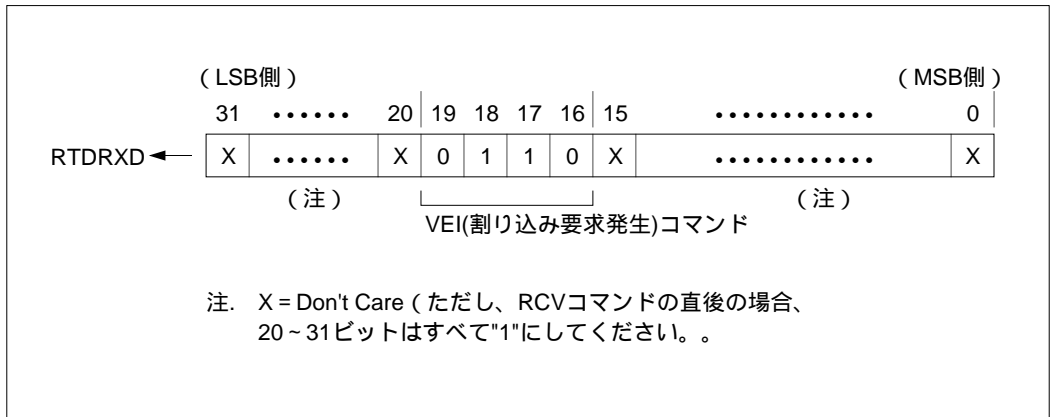 (LSB側) (MSB側)
31 •••••• 20 19 18 17 16 15 •••••••••••• 0
RTDRXD X •••••• X 0 1 1 0 X •••••••••••• X
(注) (注)
VEI(割り込み要求発生)コマンド
注. X = Don't Care(ただし、RCVコマンドの直後の場合、
20~31ビットはすべて"1"にしてください。。